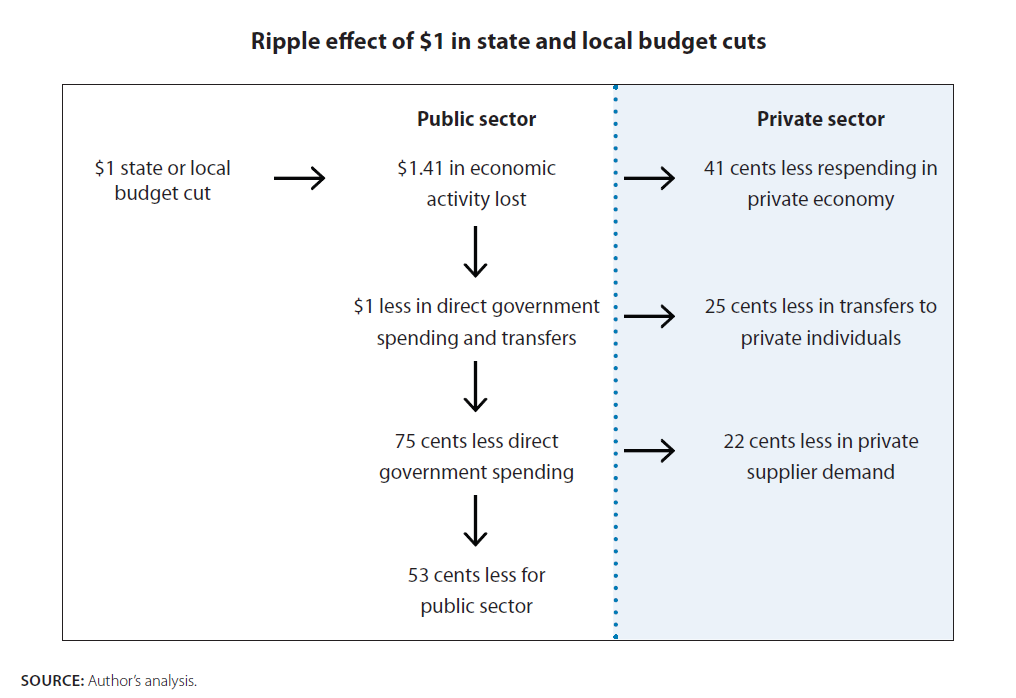 Ripple effect of $1 in state and local budget cuts
Public sector
Private sector
$1 state or local
budget cut
$1.41 in economic
activity lost
41 cents less respending in
private economy
$1 less in direct government
spending and transfers
25 cents less in transfers to
private individuals
75 cents less direct
government spending
22 cents less in private
supplier demand
53 cents less for
public sector
SOURCE: Author’s analysis.